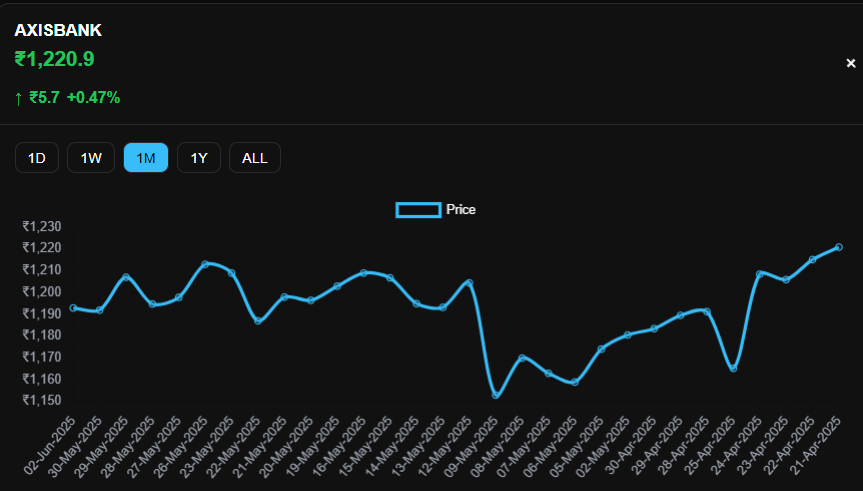 AXISBANK
₹1,220.9
×
↑ ₹5.7 +0.47%
1D 1W 1M 1Y ALL
Price
₹1,230
₹1,220
₹1,210
₹1,200
₹1,190
₹1,180
₹1,170
₹1,160
₹1,150
02-Jun-2025
30-May-2025
29-May-2025
28-May-2025
27-May-2025
26-May-2025
23-May-2025
22-May-2025
21-May-2025
20-May-2025
19-May-2025
16-May-2025
15-May-2025
14-May-2025
13-May-2025
12-May-2025
09-May-2025
08-May-2025
07-May-2025
06-May-2025
05-May-2025
02-May-2025
30-Apr-2025
29-Apr-2025
28-Apr-2025
25-Apr-2025
24-Apr-2025
23-Apr-2025
22-Apr-2025
21-Apr-2025